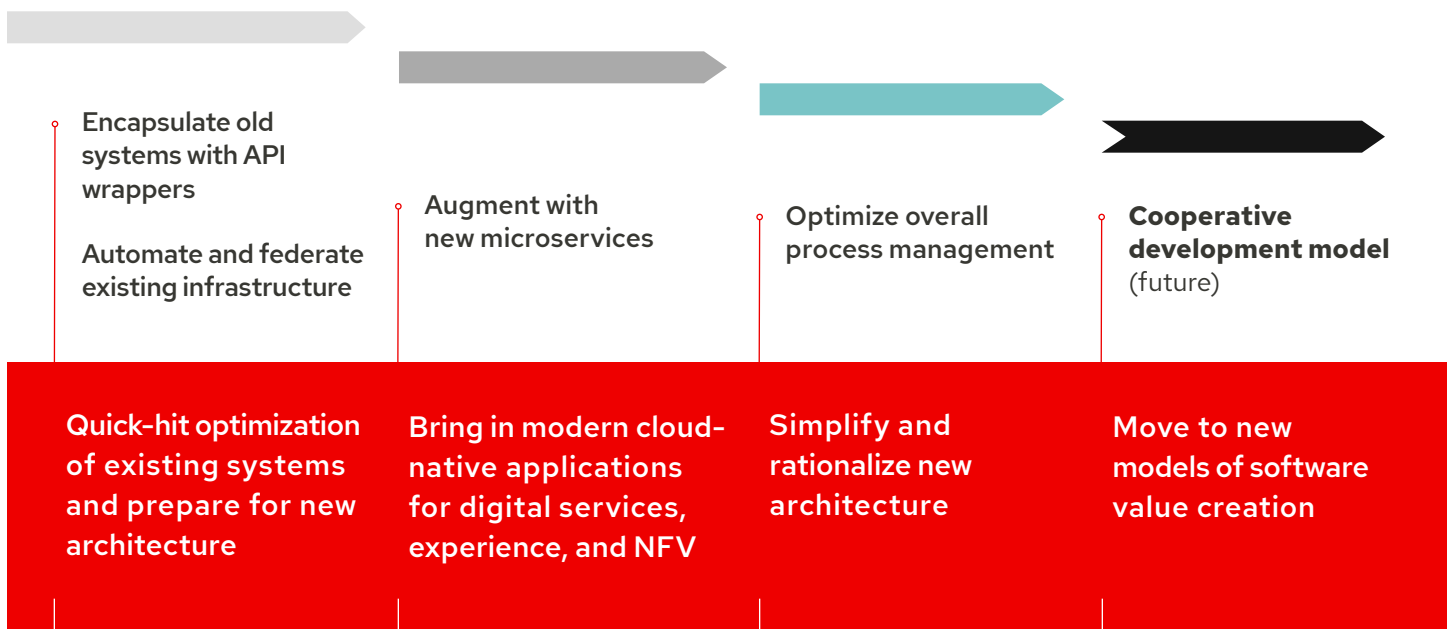 Encapsulate old
systems with API
wrappers
Automate and federate
existing infrastructure
Augment with
new microservices
Optimize overall
process management
Cooperative
development model
(future)
Quick-hit optimization
of existing systems
and prepare for new
architecture
Bring in modern cloud-
native applications
for digital services,
experience, and NFV
Simplify and
rationalize new
architecture
Move to new
models of software
value creation